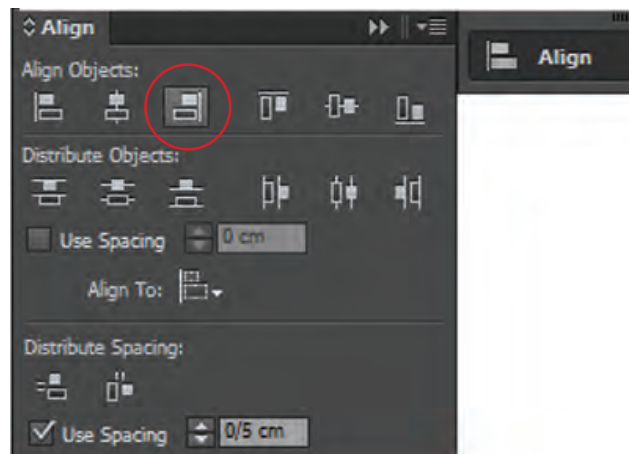 Align
Align
Align Objects:
Distribute Objects:
Use Spacing 0 cm
Align To:
Distribute Spacing:
Use Spacing 0/5 cm